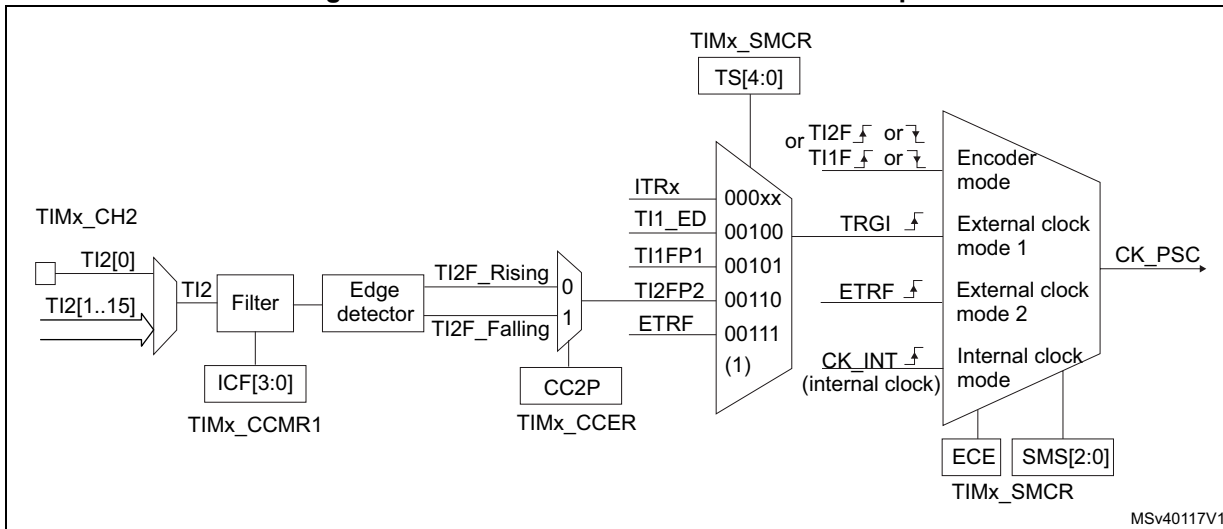 TIMx_SMCR
TS[4:0]
or TI2F or
TI1F or
Encoder
mode
ITRx
000xx
TIMx_CH2
TI1_ED
00100
TRGI
External clock
mode 1
CK_PSC
TI2[0]
TI1FP1
00101
TI2F_Rising
0
TI2
Filter
Edge
detector
TI2FP2
00110
ETRF
External clock
mode 2
TI2[1..15]
TI2F_Falling
1
ETRF
00111
(1)
CK_INT
(internal clock)
Internal clock
mode
ICF[3:0]
TIMx_CCMR1
CC2P
TIMx_CCER
ECE
SMS[2:0]
TIMx_SMCR
MSv40117V1